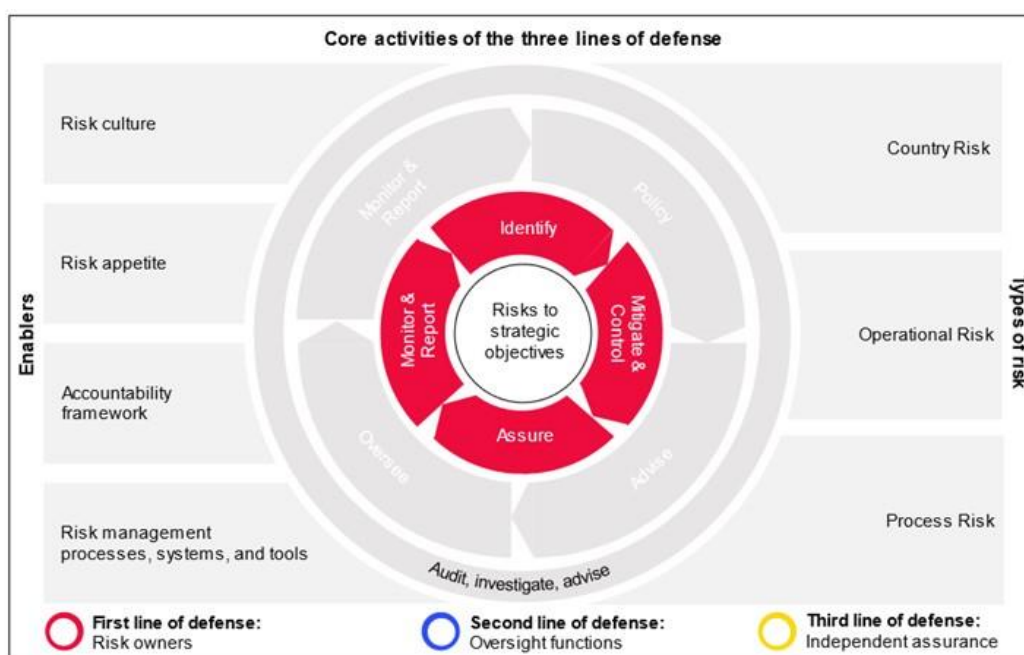 Core activities of the three lines of defense
Enablers
Risk culture
Risk appetite
Accountability
framework
Risk management
processes, systems, and tools
Monitor &
Report
Policy
Advise
Oversee
Identify
Mitigate &
Control
Assure
Monitor &
Report
Risks to
strategic
objectives
Audit, investigate, advise
Types of risk
Country Risk
Operational Risk
Process Risk
First line of defense:
Risk owners
Second line of defense:
Oversight functions
Third line of defense:
Independent assurance